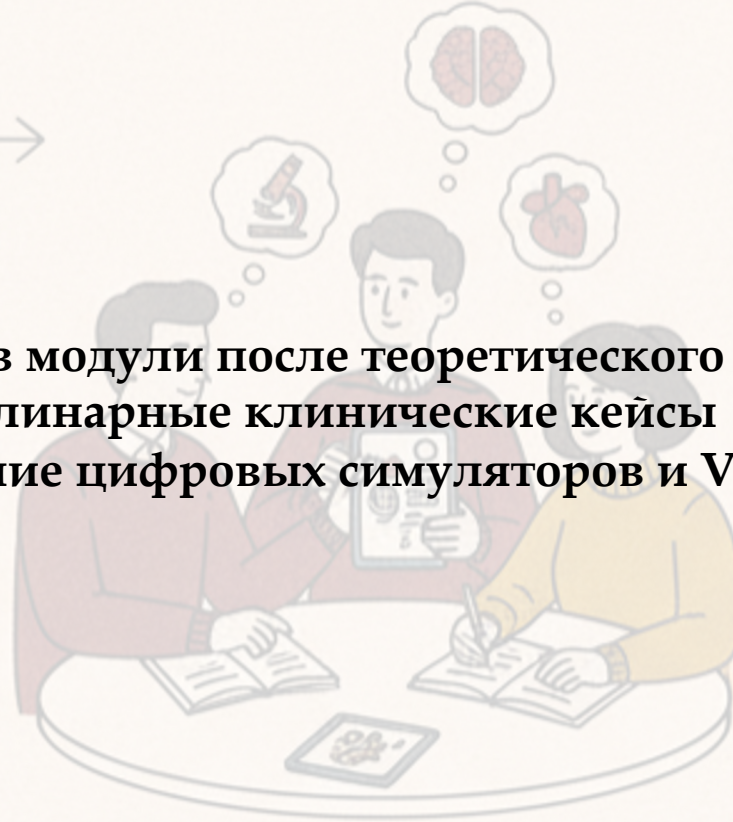 в модули после теоретического
линарные клинические кейсы
ние цифровых симуляторов и V